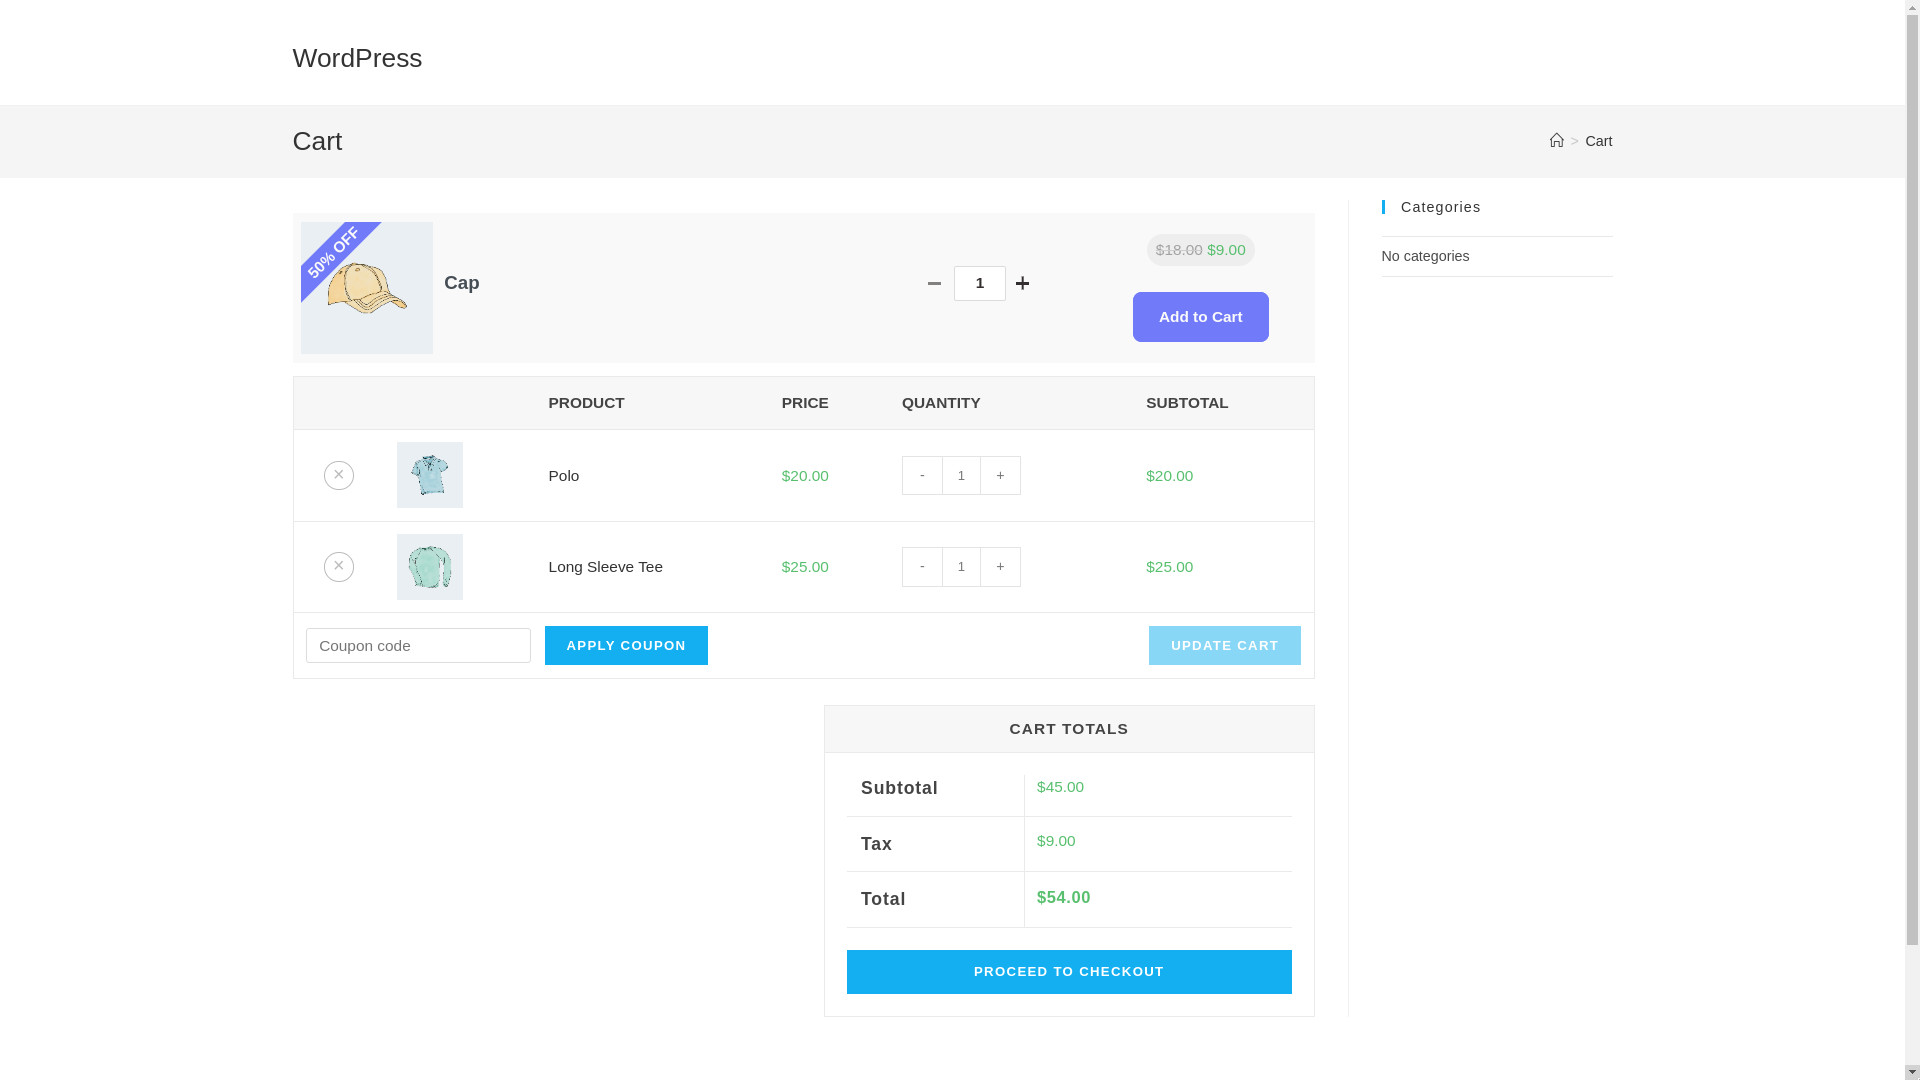 WordPress
Cart
> Cart
50% OFF
Cap
1
$18.00 $9.00
Add to Cart
Categories
No categories
PRODUCT PRICE QUANTITY SUBTOTAL
× Polo $20.00 - 1 + $20.00
× Long Sleeve Tee $25.00 - 1 + $25.00
Coupon code APPLY COUPON UPDATE CART
CART TOTALS
Subtotal $45.00
Tax $9.00
Total $54.00
PROCEED TO CHECKOUT